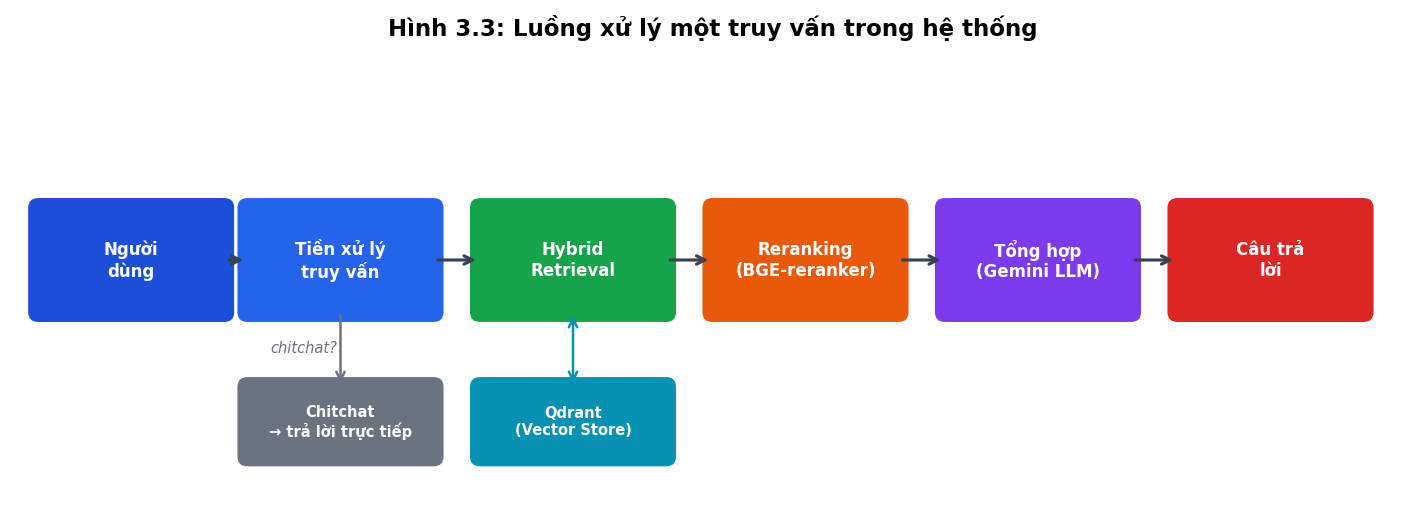 Hình 3.3: Luồng xử lý một truy vấn trong hệ thống
Người
dùng
Tiền xử lý
truy vấn
Hybrid
Retrieval
Reranking
(BGE-reranker)
Tổng hợp
(Gemini LLM)
Câu trả
lời
chitchat?
Chitchat
→ trả lời trực tiếp
Qdrant
(Vector Store)